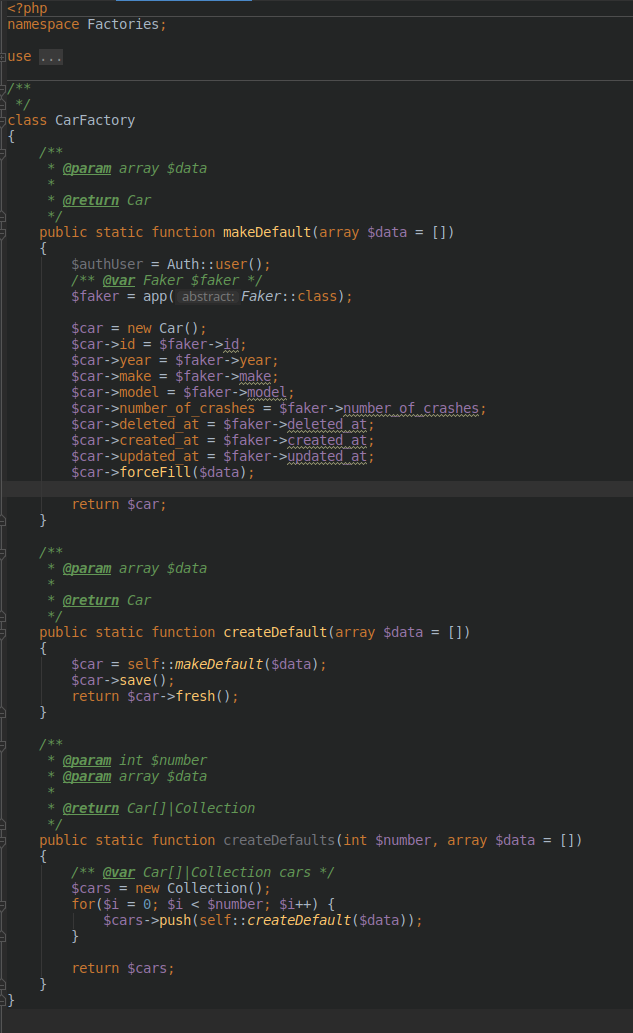 <?php
namespace Factories;

use ...

/**
 */
class CarFactory
{
    /**
     * @param array $data
     *
     * @return Car
     */
    public static function makeDefault(array $data = [])
    {
        $authUser = Auth::user();
        /** @var Faker $faker */
        $faker = app( abstract: Faker::class);

        $car = new Car();
        $car->id = $faker->id;
        $car->year = $faker->year;
        $car->make = $faker->make;
        $car->model = $faker->model;
        $car->number_of_crashes = $faker->number_of_crashes;
        $car->deleted_at = $faker->deleted_at;
        $car->created_at = $faker->created_at;
        $car->updated_at = $faker->updated_at;
        $car->forceFill($data);

        return $car;
    }

    /**
     * @param array $data
     *
     * @return Car
     */
    public static function createDefault(array $data = [])
    {
        $car = self::makeDefault($data);
        $car->save();
        return $car->fresh();
    }

    /**
     * @param int $number
     * @param array $data
     *
     * @return Car[]|Collection
     */
    public static function createDefaults(int $number, array $data = [])
    {
        /** @var Car[]|Collection cars */
        $cars = new Collection();
        for($i = 0; $i < $number; $i++) {
            $cars->push(self::createDefault($data));
        }

        return $cars;
    }
}